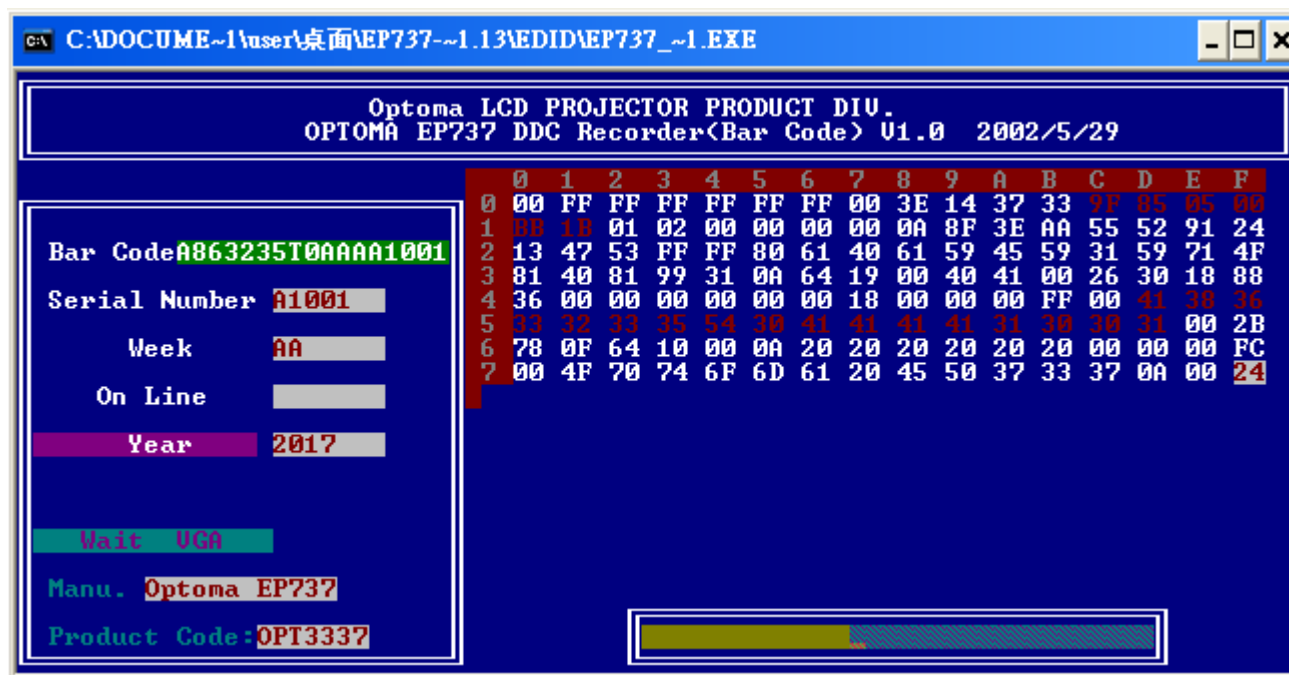 C:\DOCUME~1\user\桌面\EP737-~1.13\EDID\EP737_~1.EXE
Optoma LCD PROJECTOR PRODUCT DIV.
OPTOMA EP737 DDC Recorder(Bar Code) V1.0 2002/5/29
Bar Code A863235T0AAAA1001
Serial Number A1001
Week AA
On Line
Year 2017
Wait VGA
Manu. Optoma EP737
Product Code:OPT3337
0 1 2 3 4 5 6 7 8 9 A B C D E F
0 00 FF FF FF FF FF FF 00 3E 14 37 33 9F 85 05 00
1 BB 1B 01 02 00 00 00 00 0A 8F 3E AA 55 52 91 24
2 13 47 53 FF FF 80 61 40 61 59 45 59 31 59 71 4F
3 81 40 81 99 31 0A 64 19 00 40 41 00 26 30 18 88
4 36 00 00 00 00 00 00 18 00 00 00 FF 00 41 38 36
5 33 32 33 35 54 30 41 41 41 41 31 30 30 31 00 2B
6 78 0F 64 10 00 0A 20 20 20 20 20 20 00 00 00 FC
7 00 4F 70 74 6F 6D 61 20 45 50 37 33 37 0A 00 24